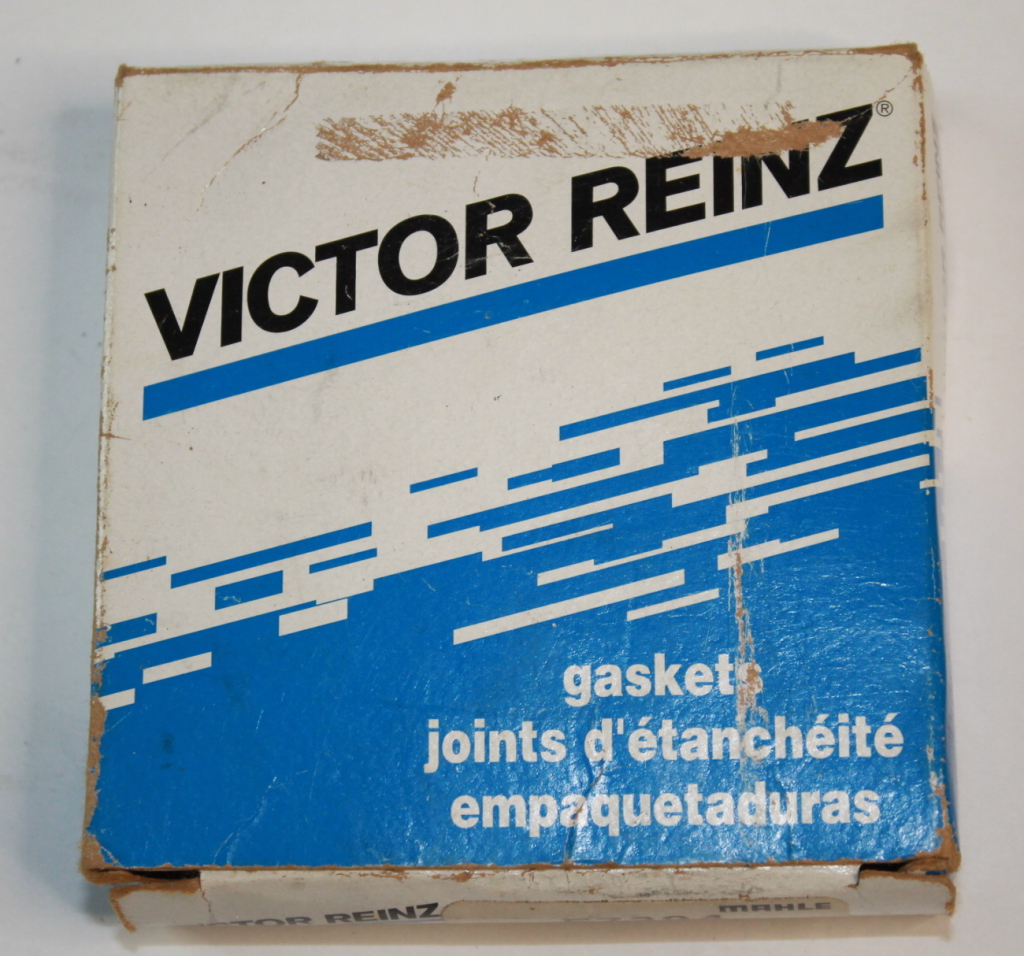 VICTOR REINZ®
gaskets
joints d'étanchéité
empaquetaduras
VICTOR REINZ
MAHLE